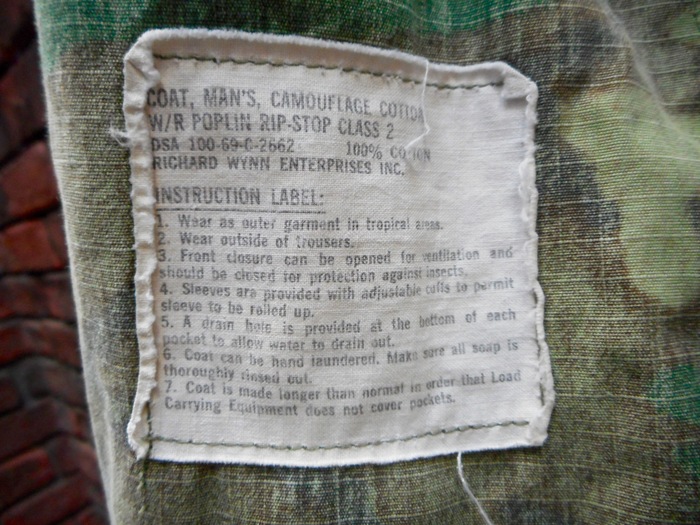 COAT, MAN'S, CAMOUFLAGE COTTON
W/R POPLIN RIP-STOP CLASS 2
DSA 100-69-C-2662 100% COTTON
RICHARD WYNN ENTERPRISES INC.
INSTRUCTION LABEL:
1. Wear as outer garment in tropical areas.
2. Wear outside of trousers.
3. Front closure can be opened for ventilation and
should be closed for protection against insects.
4. Sleeves are provided with adjustable cuffs to permit
sleeve to be rolled up.
5. A drain hole is provided at the bottom of each
pocket to allow water to drain out.
6. Coat can be hand laundered. Make sure all soap is
thoroughly rinsed out.
7. Coat is made longer than normal in order that Load
Carrying Equipment does not cover pockets.